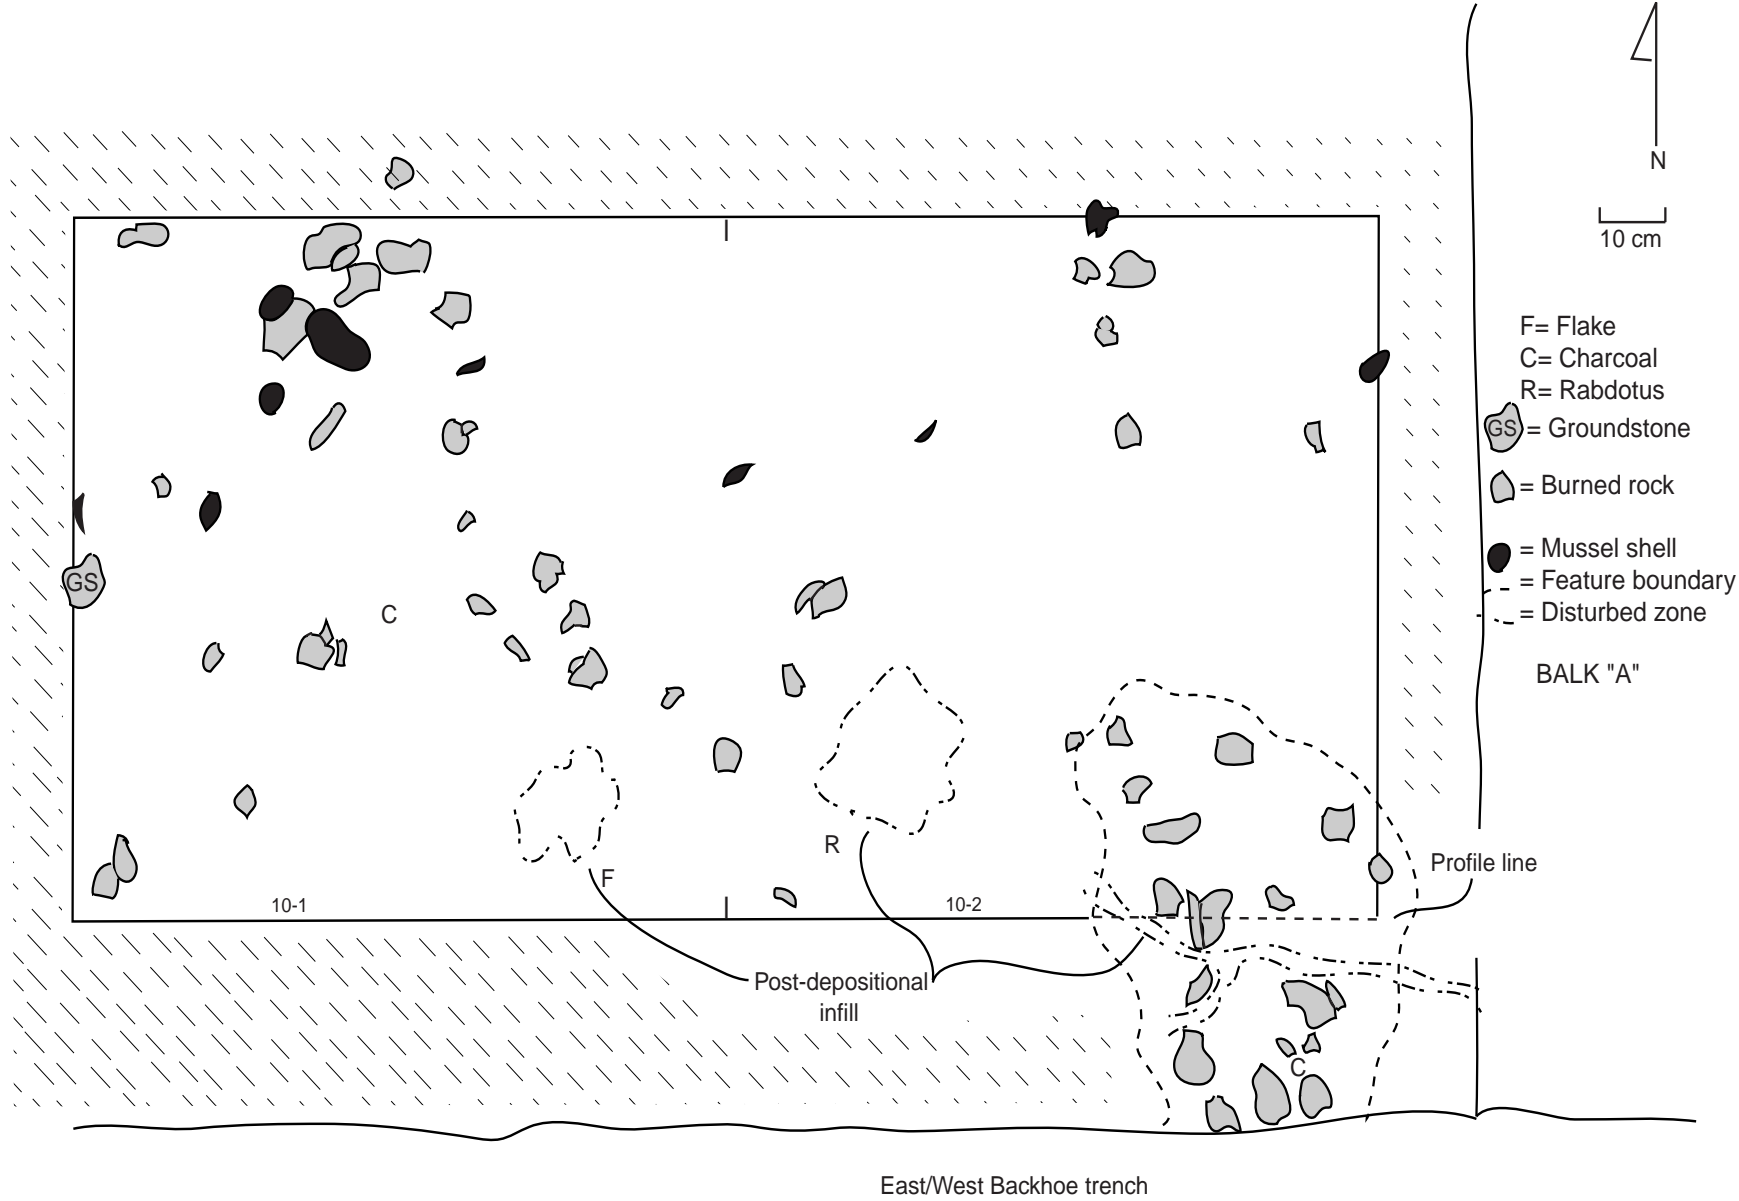 N
10 cm
F= Flake
C= Charcoal
R= Rabdotus
GS = Groundstone
= Burned rock
= Mussel shell
= Feature boundary
= Disturbed zone
BALK "A"
GS
C
R
Profile line
F
10-1
10-2
Post-depositional
infill
C
East/West Backhoe trench